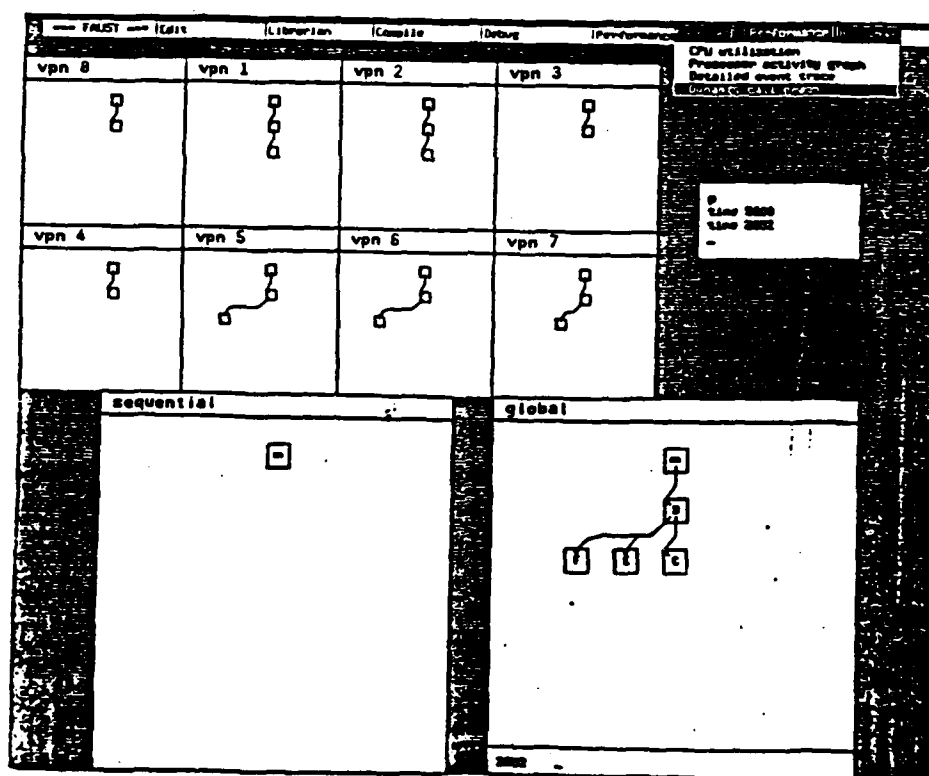 === FAUST === |Edit |Librarian |Compile |Debug |Performance
Performance
CPU utilization
Processor activity graph
Detailed event trace
vpn 0 vpn 1 vpn 2 vpn 3
p
vpn 4 vpn 5 vpn 6 vpn 7
sequential global
m m
F c